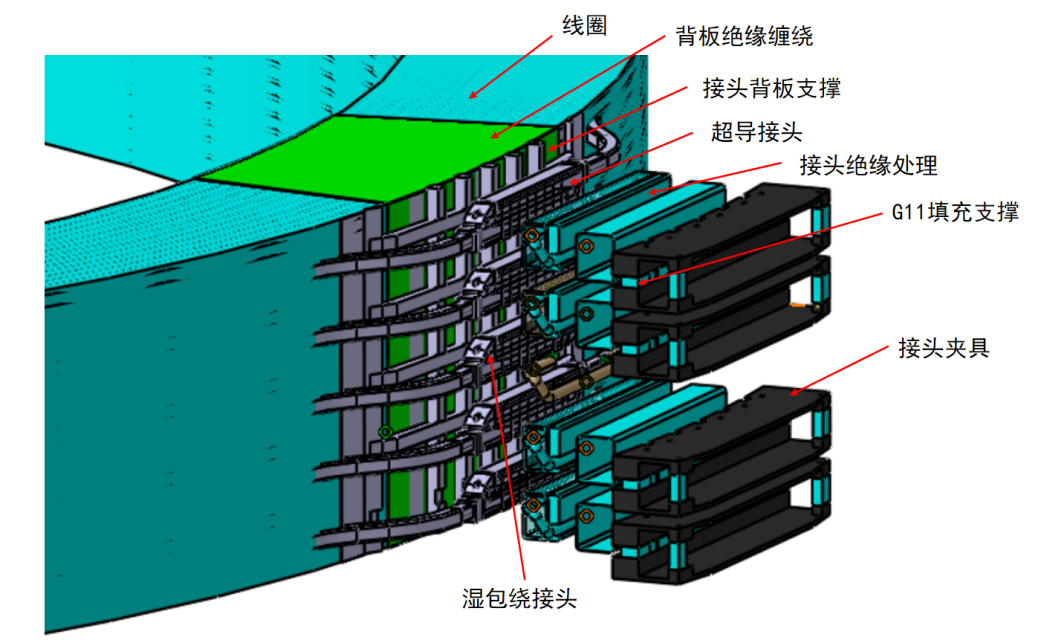 线圈
背板绝缘缠绕
接头背板支撑
超导接头
接头绝缘处理
G11填充支撑
接头夹具
湿包绕接头